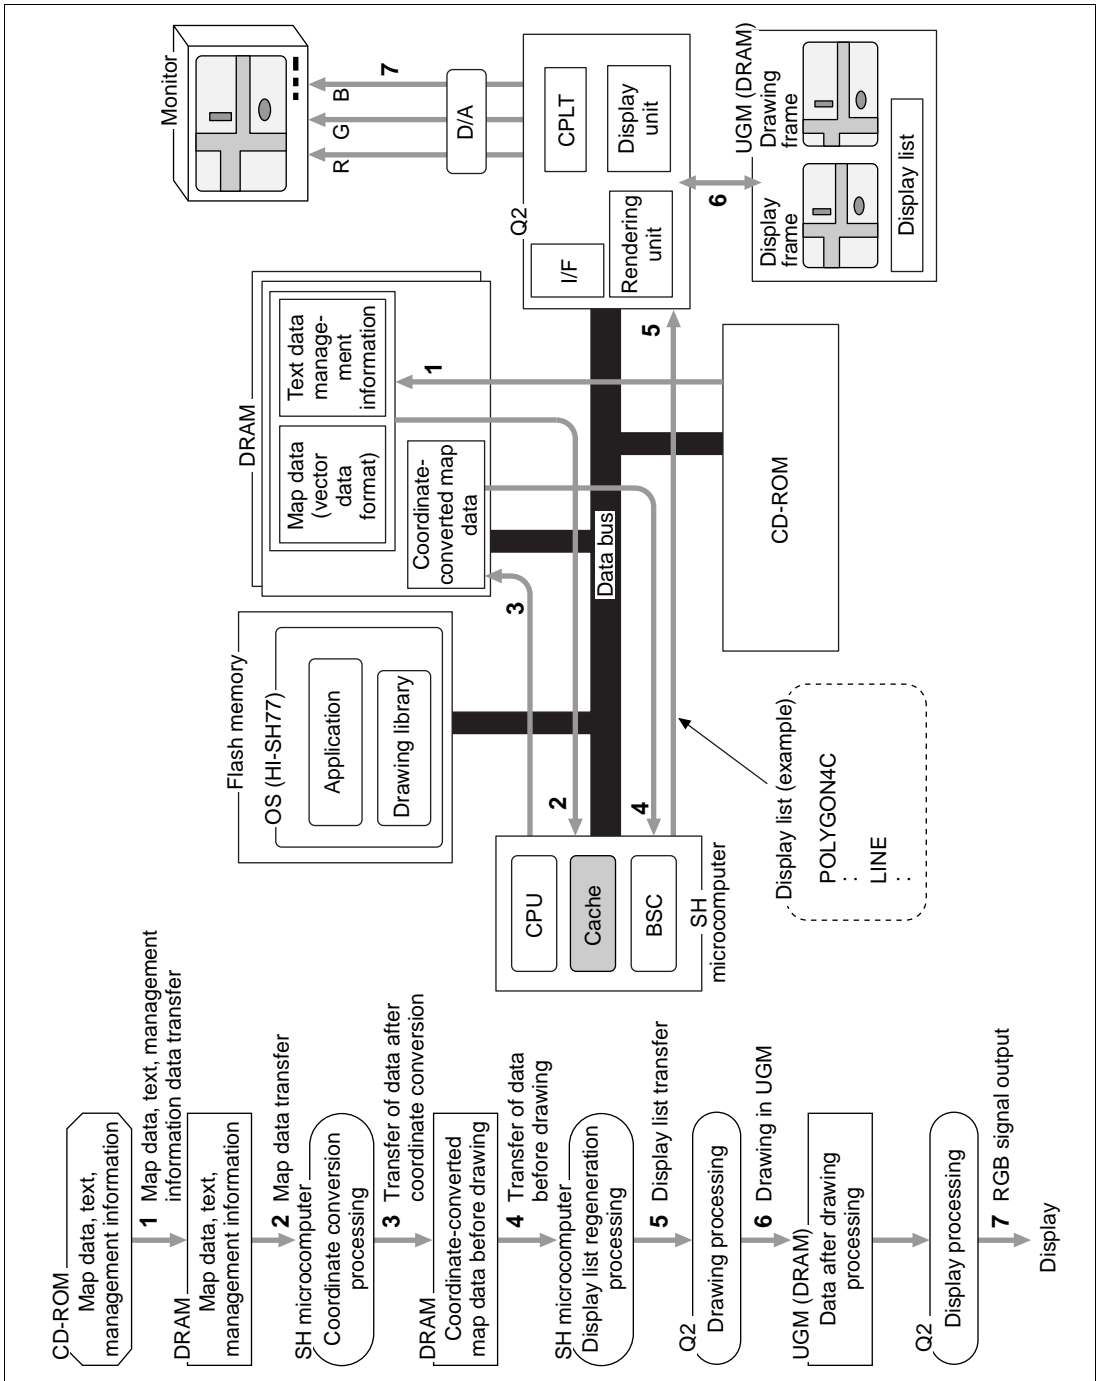 CD-ROM
Map data, text,
management information
1 Map data, text, management
information data transfer
DRAM
Map data, text,
management information
2 Map data transfer
SH microcomputer
Coordinate conversion
processing
3 Transfer of data after
coordinate conversion
DRAM
Coordinate-converted
map data before drawing
4 Transfer of data
before drawing
SH microcomputer
Display list regeneration
processing
5 Display list transfer
Q2
Drawing processing
6 Drawing in UGM
UGM (DRAM)
Data after drawing
processing
Q2
Display processing
7 RGB signal output
Display
Flash memory
OS (HI-SH77)
Application
Drawing library
DRAM
Map data
(vector
data
format)
Text data
manage-
ment
information
Coordinate-
converted map
data
Monitor
R
G
B
7
D/A
Q2
I/F
CPLT
Rendering
unit
Display
unit
6
UGM (DRAM)
Display
frame
Drawing
frame
Display list
CPU
Cache
BSC
SH
microcomputer
3
2
4
1
5
Data bus
CD-ROM
Display list (example)
POLYGON4C
:
LINE
: